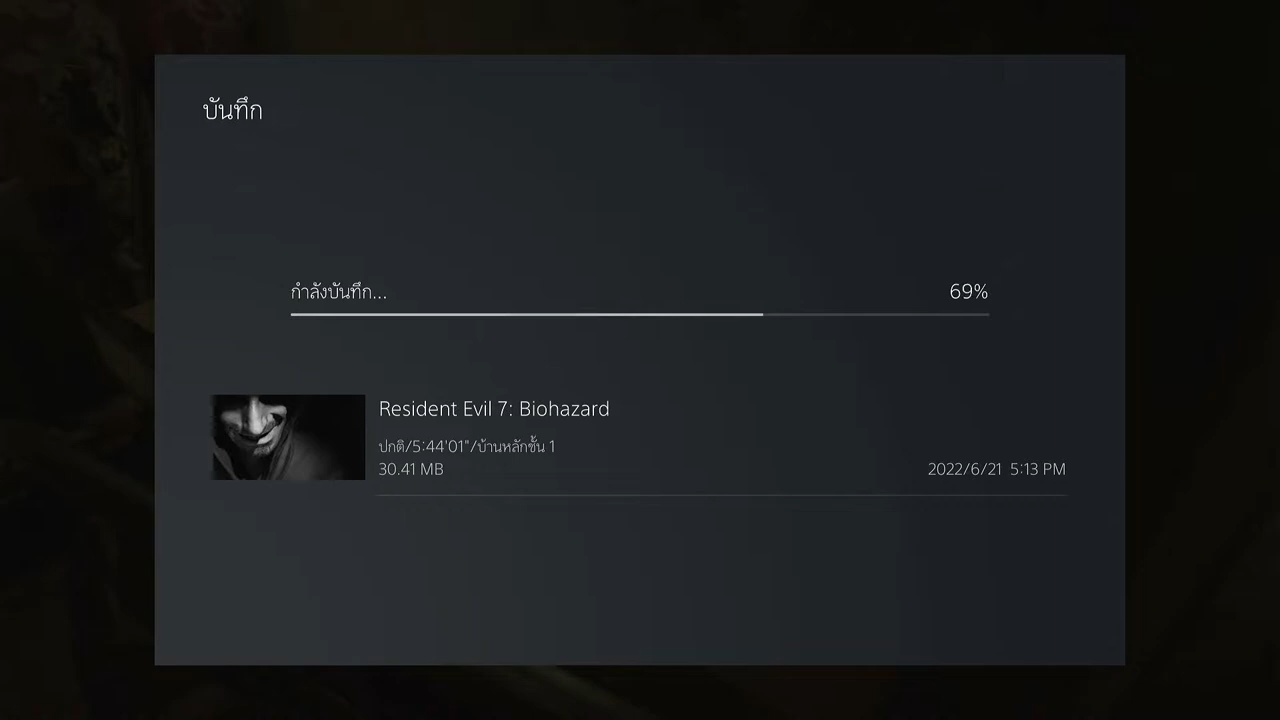 บันทึก
กำลังบันทึก... 69%
Resident Evil 7: Biohazard
ปกติ/5:44'01"/บ้านหลักชั้น 1
30.41 MB 2022/6/21 5:13 PM